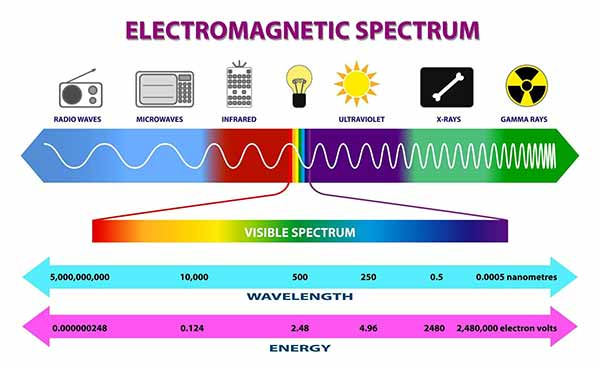 ELECTROMAGNETIC SPECTRUM
RADIO WAVES MICROWAVES INFRARED ULTRAVIOLET X-RAYS GAMMA RAYS
VISIBLE SPECTRUM
5,000,000,000 10,000 500 250 0.5 0.0005 nanometres
WAVELENGTH
0.000000248 0.124 2.48 4.96 2480 2,480,000 electron volts
ENERGY